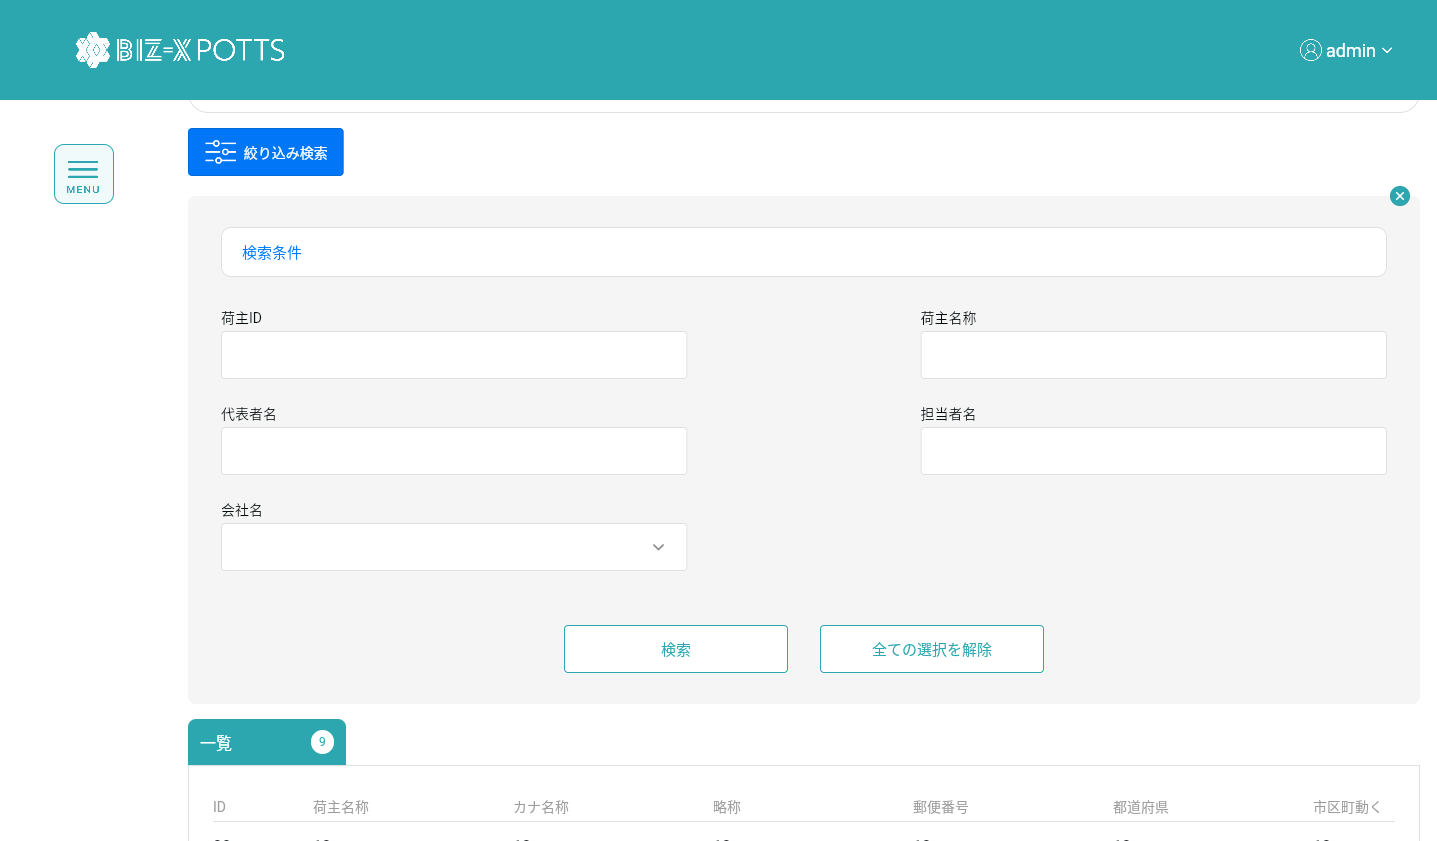 BIZ-X POTTS
admin
MENU
絞り込み検索
検索条件
荷主ID
荷主名称
代表者名
担当者名
会社名
検索
全ての選択を解除
一覧 9
ID 荷主名称 カナ名称 略称 郵便番号 都道府県 市区町動く